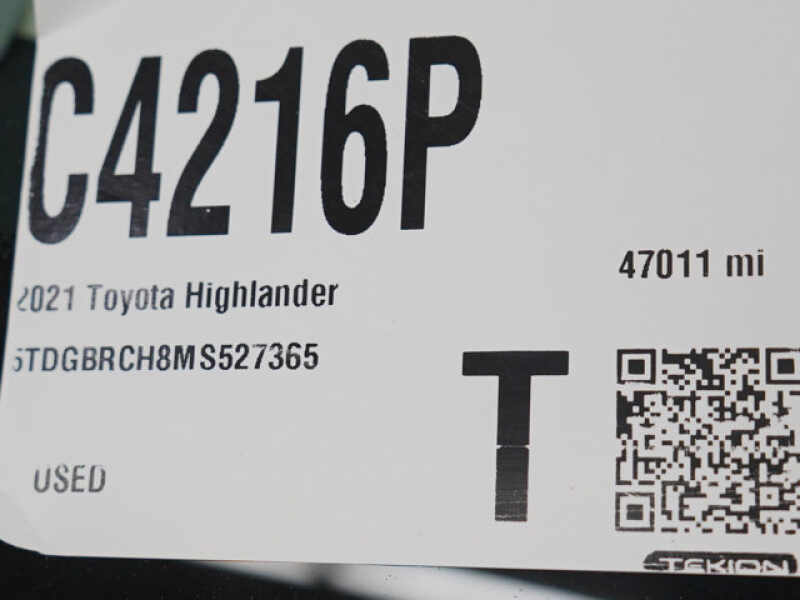 C4216P
47011 mi
2021 Toyota Highlander
5TDGBRCH8MS527365
T
USED
TEKION